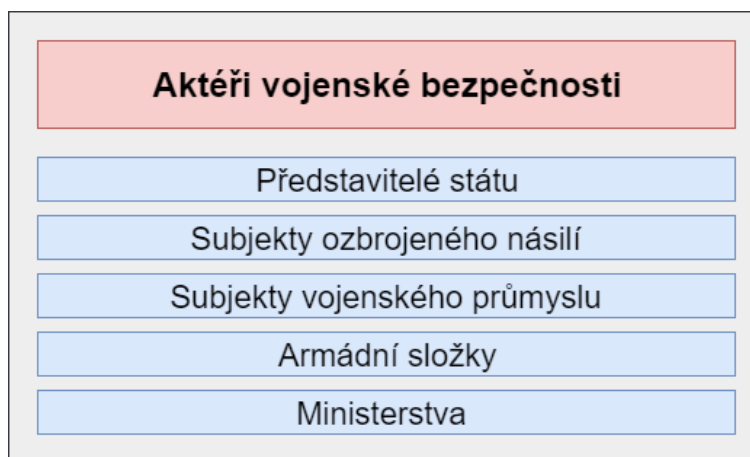 Aktéři vojenské bezpečnosti
Představitelé státu
Subjekty ozbrojeného násilí
Subjekty vojenského průmyslu
Armádní složky
Ministerstva